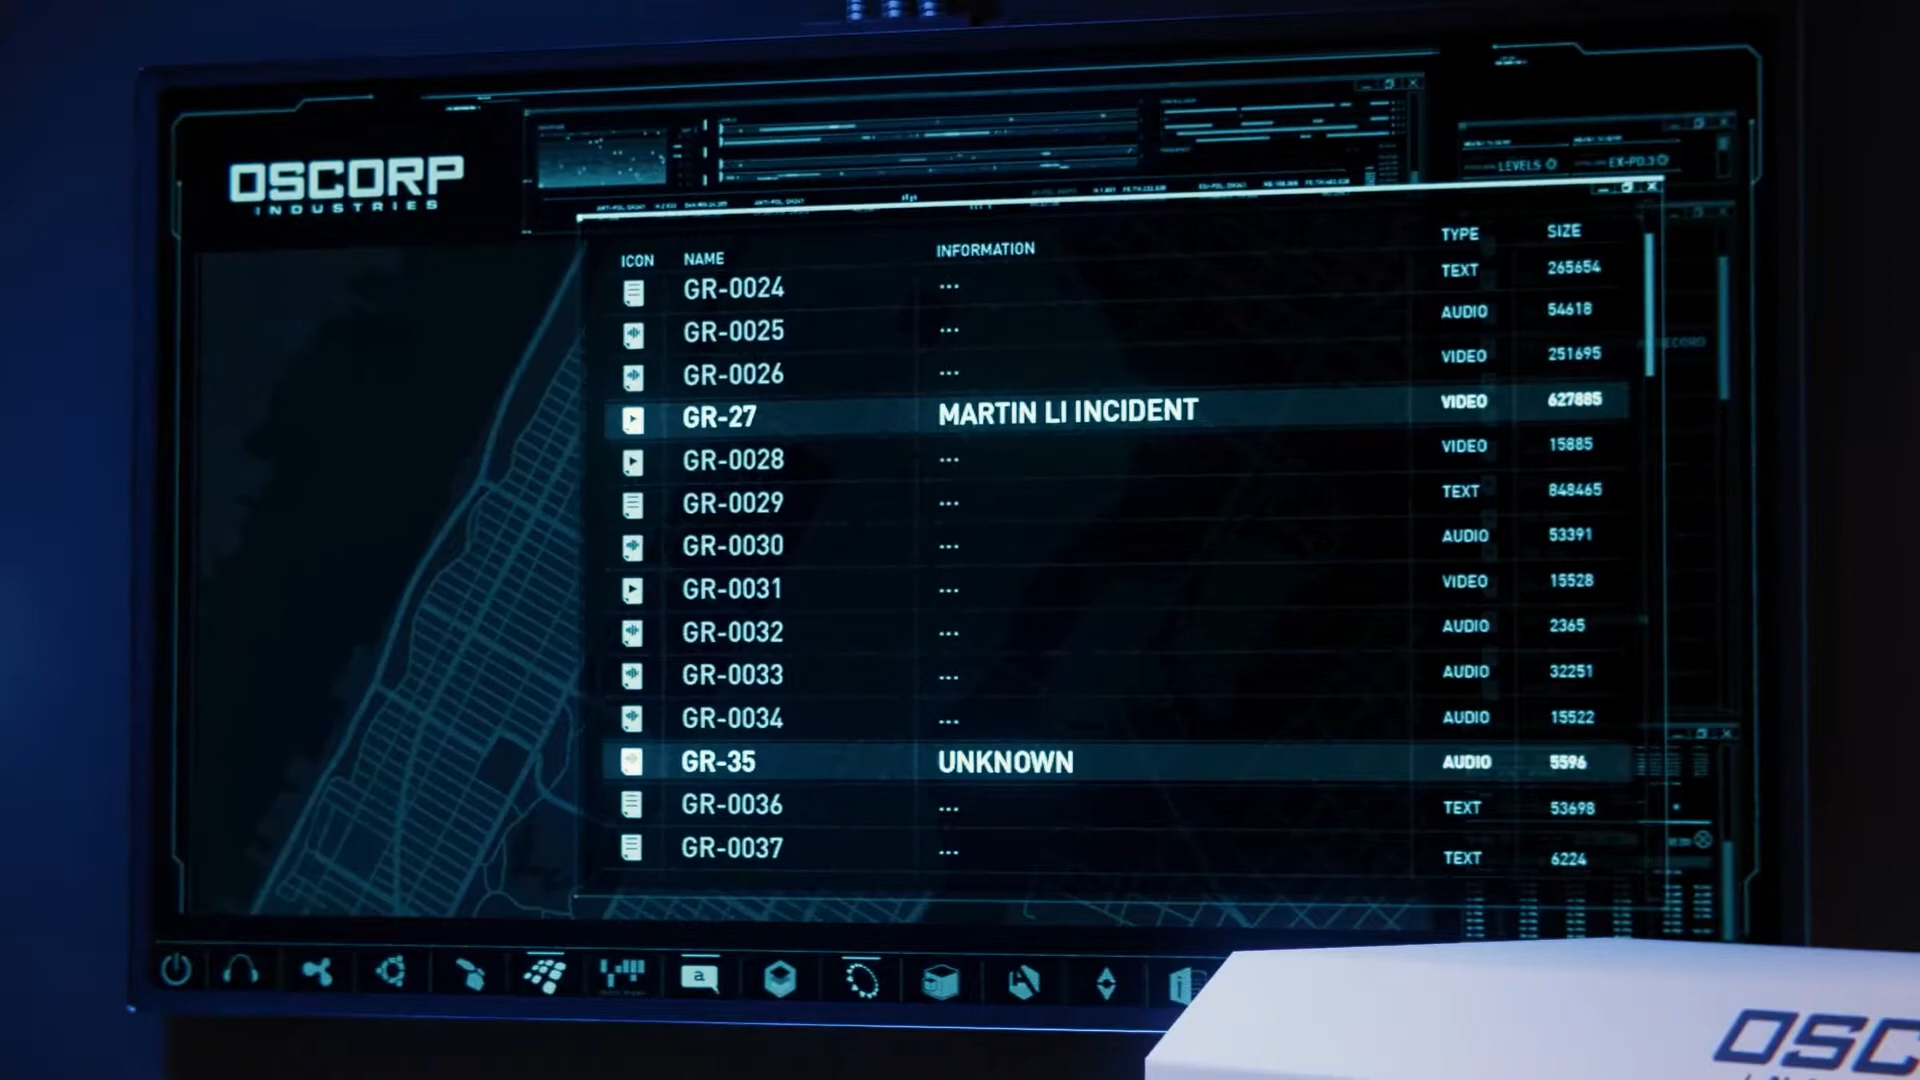 OSCORP
INDUSTRIES
LEVELS
EX-PO.3
ICON NAME INFORMATION TYPE SIZE
GR-0024 ... TEXT 265654
GR-0025 ... AUDIO 54618
GR-0026 ... VIDEO 251695
GR-27 MARTIN LI INCIDENT VIDEO 627885
GR-0028 ... VIDEO 15885
GR-0029 ... TEXT 848465
GR-0030 ... AUDIO 53391
GR-0031 ... VIDEO 15528
GR-0032 ... AUDIO 2365
GR-0033 ... AUDIO 32251
GR-0034 ... AUDIO 15522
GR-35 UNKNOWN AUDIO 5596
GR-0036 ... TEXT 53698
GR-0037 ... TEXT 6224
a
OSC